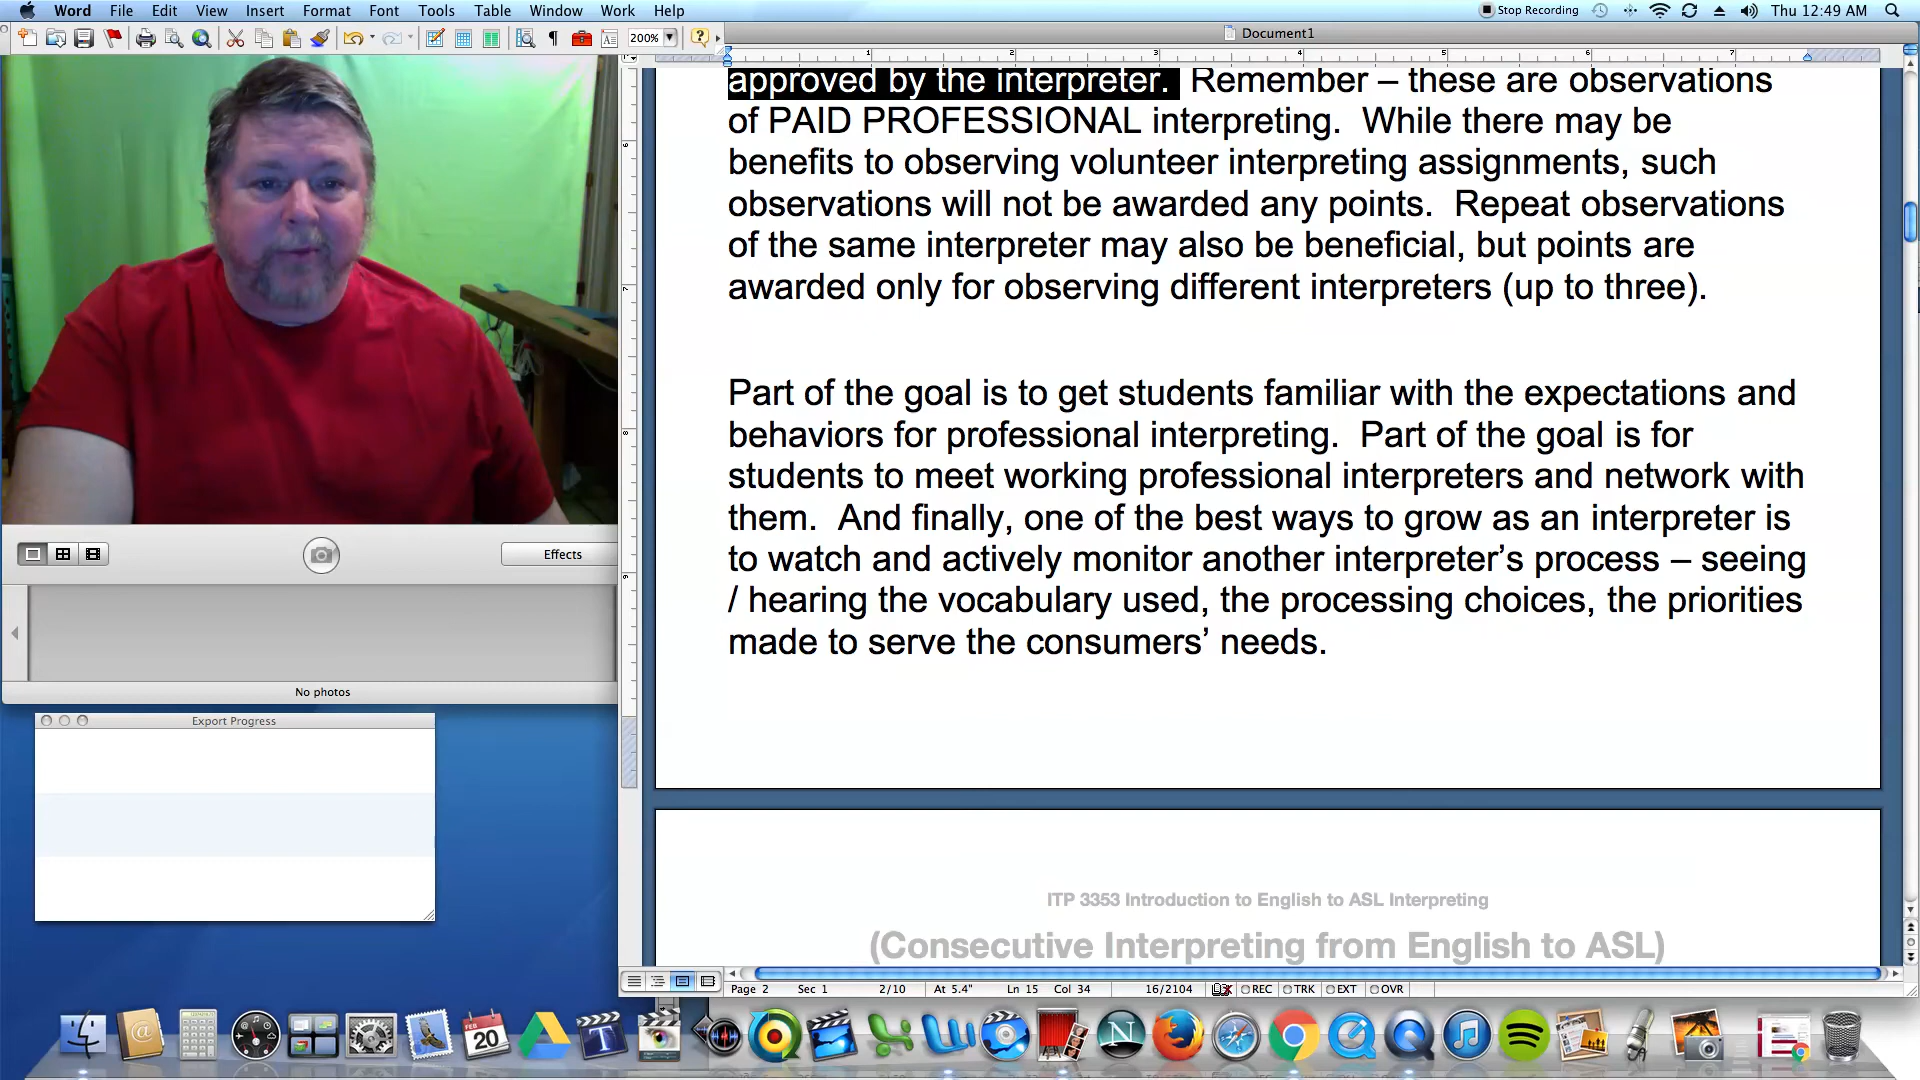 Word File Edit View Insert Format Font Tools Table Window Work Help
Stop Recording Thu 12:49 AM
200%
Document1
approved by the interpreter. Remember – these are observations
of PAID PROFESSIONAL interpreting. While there may be
benefits to observing volunteer interpreting assignments, such
observations will not be awarded any points. Repeat observations
of the same interpreter may also be beneficial, but points are
awarded only for observing different interpreters (up to three).
Part of the goal is to get students familiar with the expectations and
behaviors for professional interpreting. Part of the goal is for
students to meet working professional interpreters and network with
them. And finally, one of the best ways to grow as an interpreter is
to watch and actively monitor another interpreter’s process – seeing
/ hearing the vocabulary used, the processing choices, the priorities
made to serve the consumers’ needs.
Effects
No photos
Export Progress
ITP 3353 Introduction to English to ASL Interpreting
(Consecutive Interpreting from English to ASL)
Page 2 Sec 1 2/10 At 5.4" Ln 15 Col 34 16/2104 REC TRK EXT OVR
FEB
20